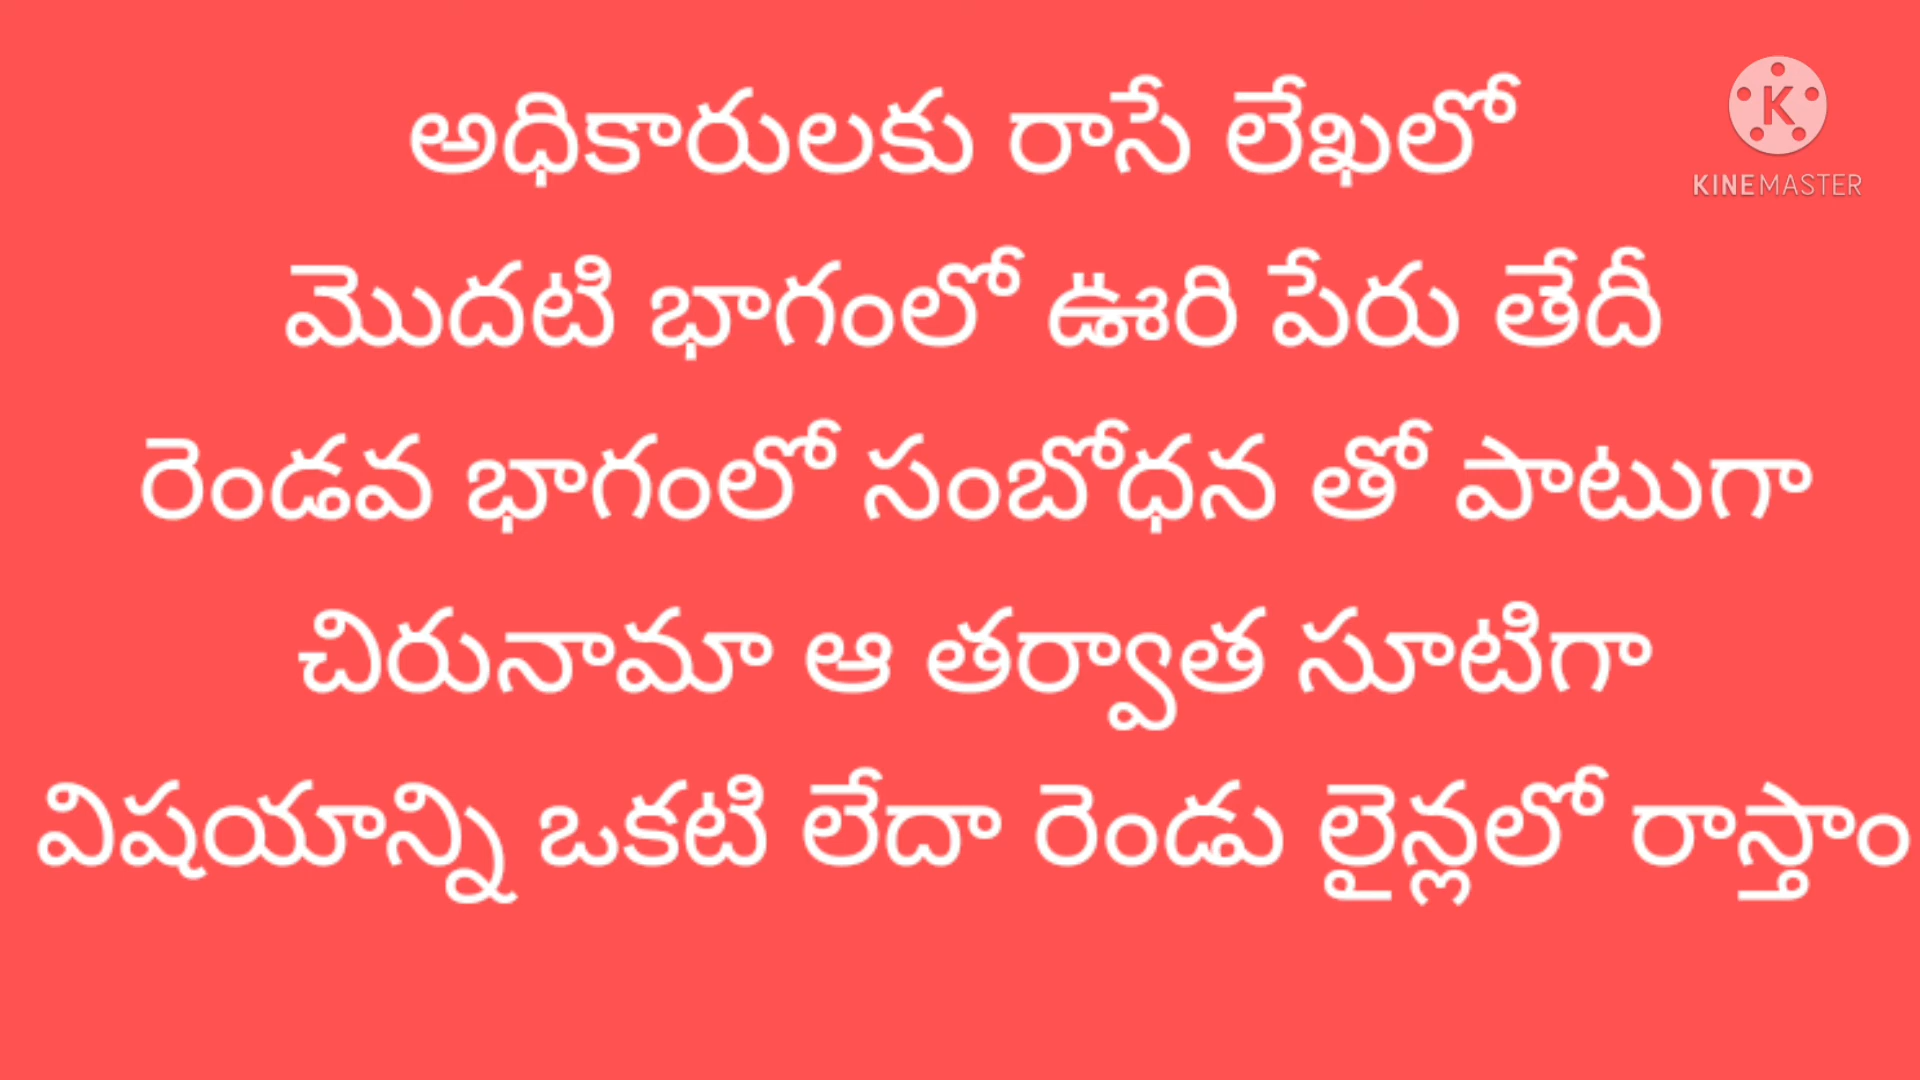 అధికారులకు రాసే లేఖలో
మొదటి భాగంలో ఊరి పేరు తేదీ
రెండవ భాగంలో సంబోధన తో పాటుగా
చిరునామా ఆ తర్వాత సూటిగా
విషయాన్ని ఒకటి లేదా రెండు లైన్లలో రాస్తాం
K
KINEMASTER